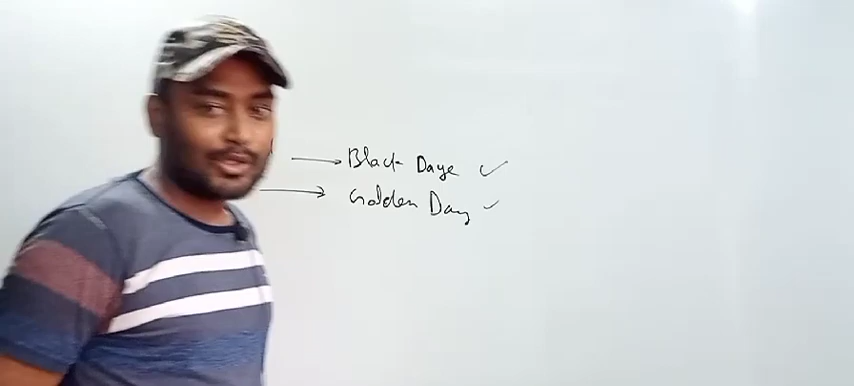 → Black Daye ✓
→ Golden Day ✓